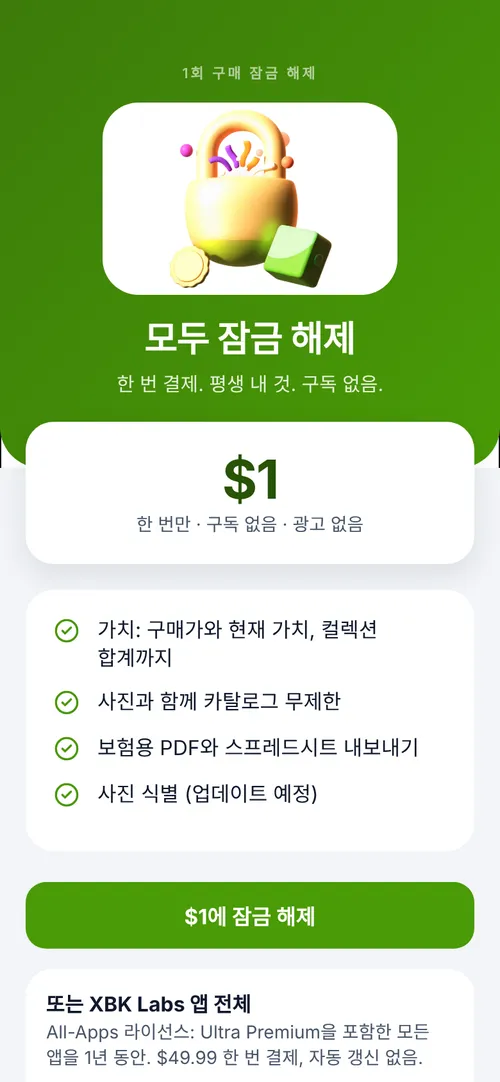 1회 구매 잠금 해제
모두 잠금 해제
한 번 결제. 평생 내 것. 구독 없음.
$1
한 번만 · 구독 없음 · 광고 없음
가치: 구매가와 현재 가치, 컬렉션
합계까지
사진과 함께 카탈로그 무제한
보험용 PDF와 스프레드시트 내보내기
사진 식별 (업데이트 예정)
$1에 잠금 해제
또는 XBK Labs 앱 전체
All-Apps 라이선스: Ultra Premium을 포함한 모든
앱을 1년 동안. $49.99 한 번 결제, 자동 갱신 없음.